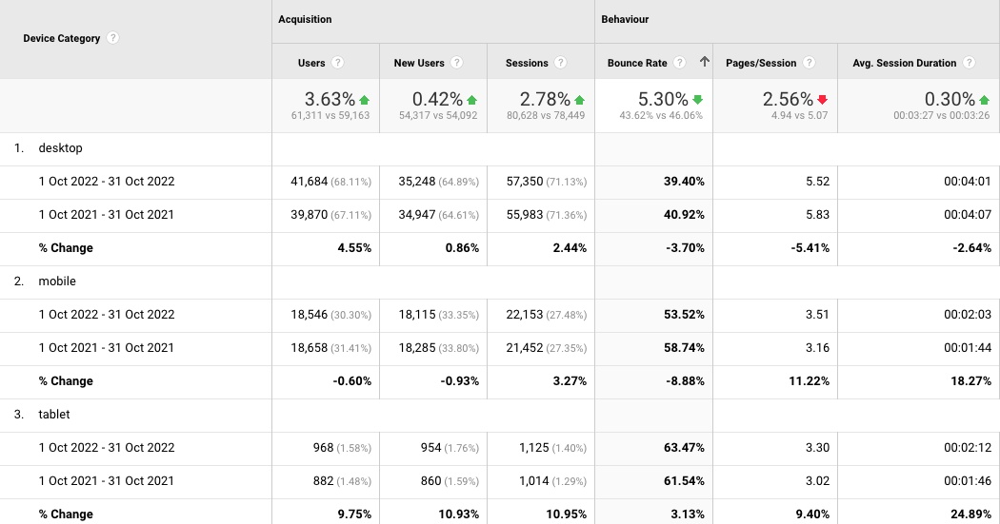 Device Category ? Acquisition Behaviour
Users ? New Users ? Sessions ? Bounce Rate ? Pages/Session ? Avg. Session Duration ?
3.63% 0.42% 2.78% 5.30% 2.56% 0.30%
61,311 vs 59,163 54,317 vs 54,092 80,628 vs 78,449 43.62% vs 46.06% 4.94 vs 5.07 00:03:27 vs 00:03:26
1. desktop
1 Oct 2022 - 31 Oct 2022 41,684 (68.11%) 35,248 (64.89%) 57,350 (71.13%) 39.40% 5.52 00:04:01
1 Oct 2021 - 31 Oct 2021 39,870 (67.11%) 34,947 (64.61%) 55,983 (71.36%) 40.92% 5.83 00:04:07
% Change 4.55% 0.86% 2.44% -3.70% -5.41% -2.64%
2. mobile
1 Oct 2022 - 31 Oct 2022 18,546 (30.30%) 18,115 (33.35%) 22,153 (27.48%) 53.52% 3.51 00:02:03
1 Oct 2021 - 31 Oct 2021 18,658 (31.41%) 18,285 (33.80%) 21,452 (27.35%) 58.74% 3.16 00:01:44
% Change -0.60% -0.93% 3.27% -8.88% 11.22% 18.27%
3. tablet
1 Oct 2022 - 31 Oct 2022 968 (1.58%) 954 (1.76%) 1,125 (1.40%) 63.47% 3.30 00:02:12
1 Oct 2021 - 31 Oct 2021 882 (1.48%) 860 (1.59%) 1,014 (1.29%) 61.54% 3.02 00:01:46
% Change 9.75% 10.93% 10.95% 3.13% 9.40% 24.89%